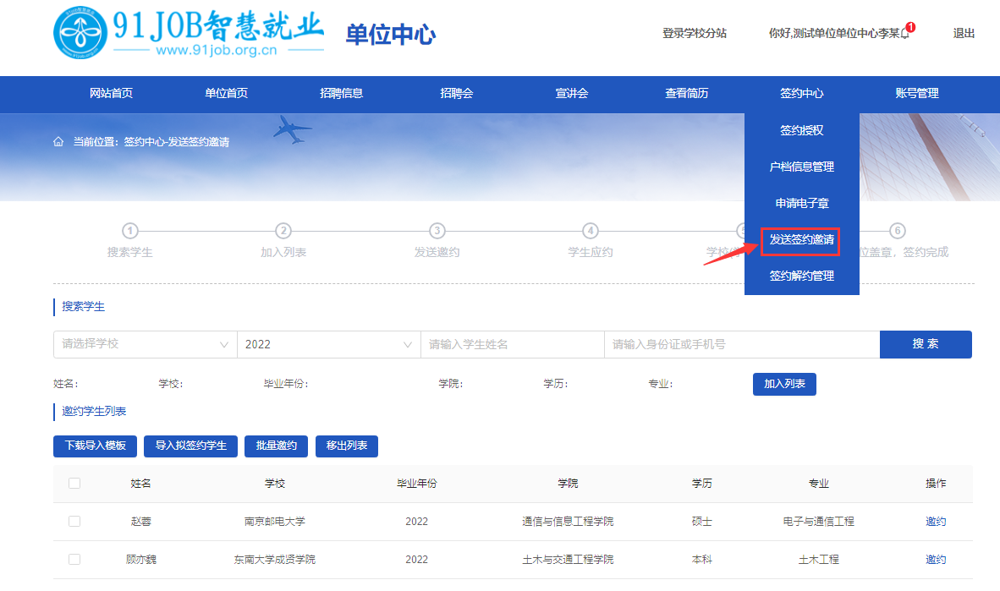 91JOB智慧就业
www.91job.org.cn
单位中心
登录学校分站 你好,测试单位单位中心李某 1 退出
网站首页 单位首页 招聘信息 招聘会 宣讲会 查看简历 签约中心 账号管理
当前位置：签约中心-发送签约邀请
签约授权
户档信息管理
申请电子章
发送签约邀请
签约解约管理
1 2 3 4 5 6
搜索学生 加入列表 发送邀约 学生应约 学校 位盖章，签约完成
搜索学生
请选择学校 2022 请输入学生姓名 请输入身份证或手机号 搜 索
姓名： 学校： 毕业年份： 学院： 学历： 专业： 加入列表
邀约学生列表
下载导入模板 导入拟签约学生 批量邀约 移出列表
姓名 学校 毕业年份 学院 学历 专业 操作
赵蓉 南京邮电大学 2022 通信与信息工程学院 硕士 电子与通信工程 邀约
顾亦魏 东南大学成贤学院 2022 土木与交通工程学院 本科 土木工程 邀约